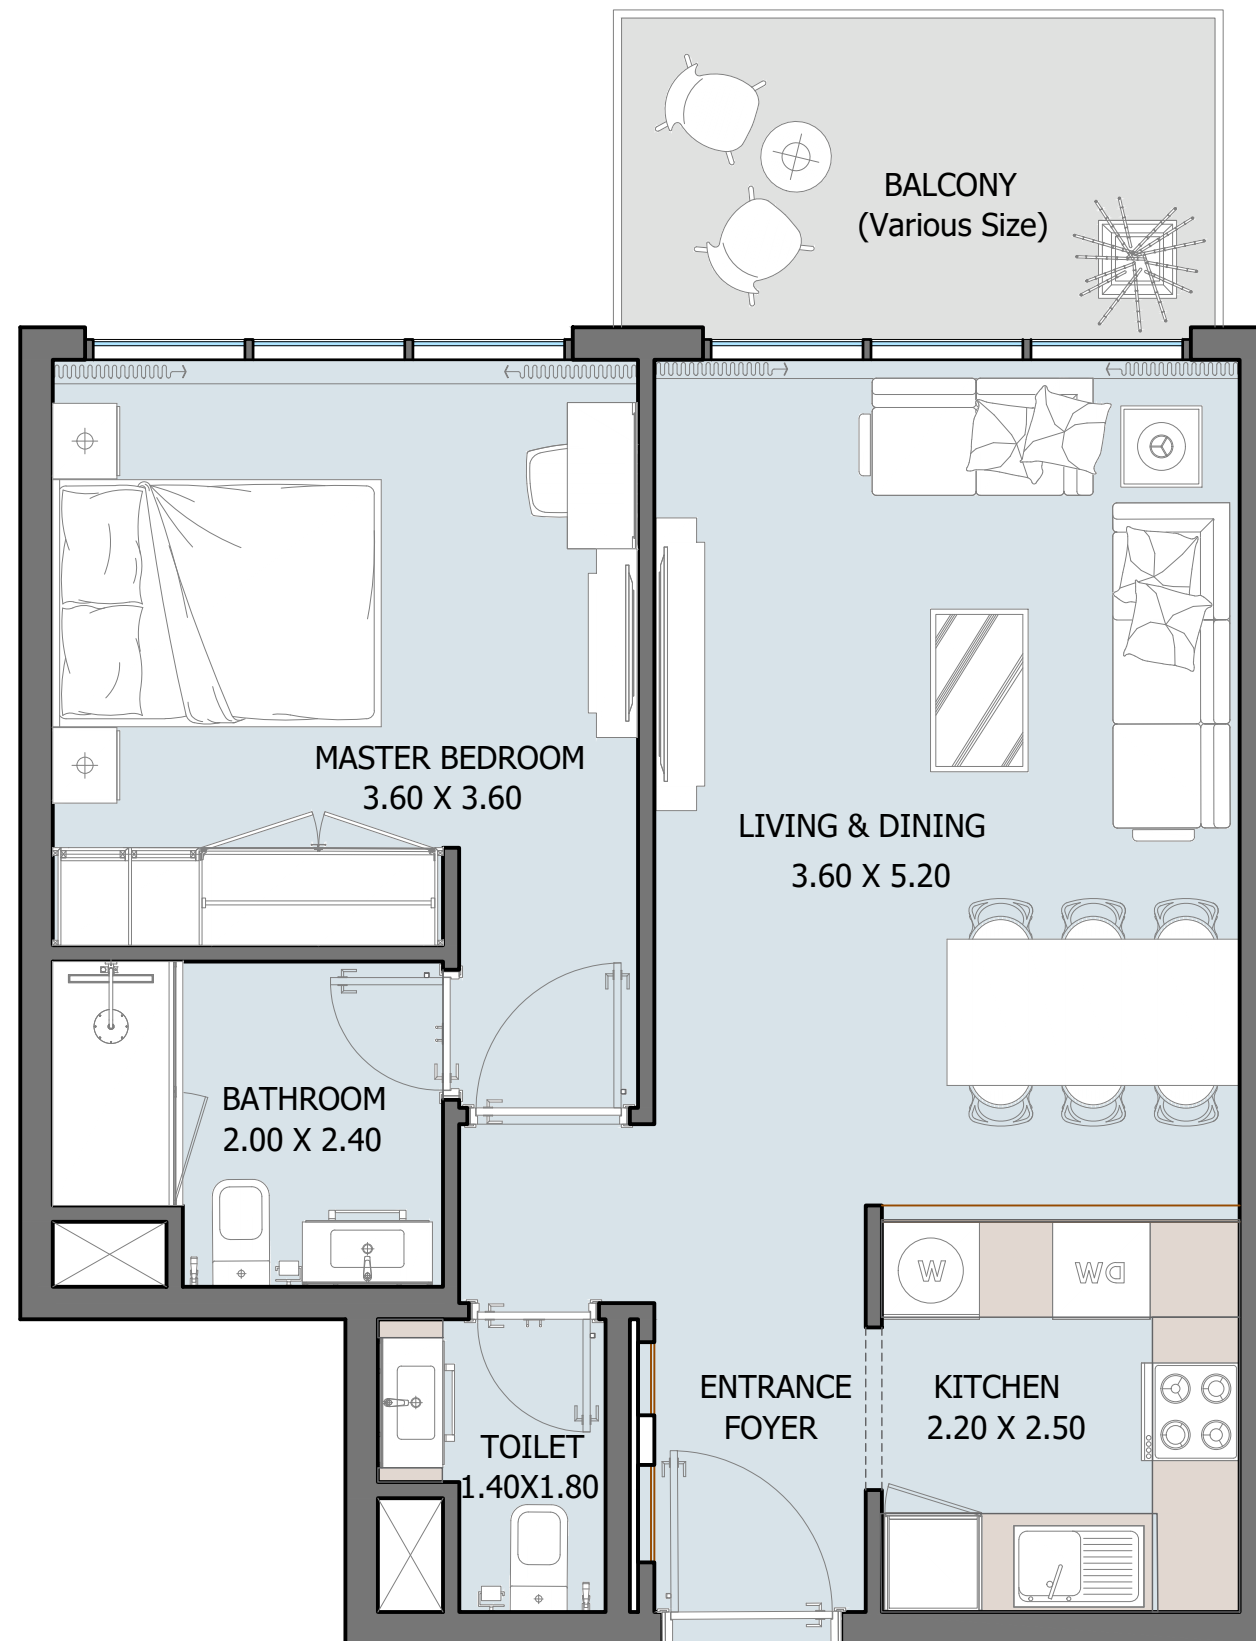 BALCONY
(Various Size)
MASTER BEDROOM
3.60 X 3.60
LIVING & DINING
3.60 X 5.20
BATHROOM
2.00 X 2.40
W
DW
ENTRANCE
FOYER
KITCHEN
2.20 X 2.50
TOILET
1.40X1.80